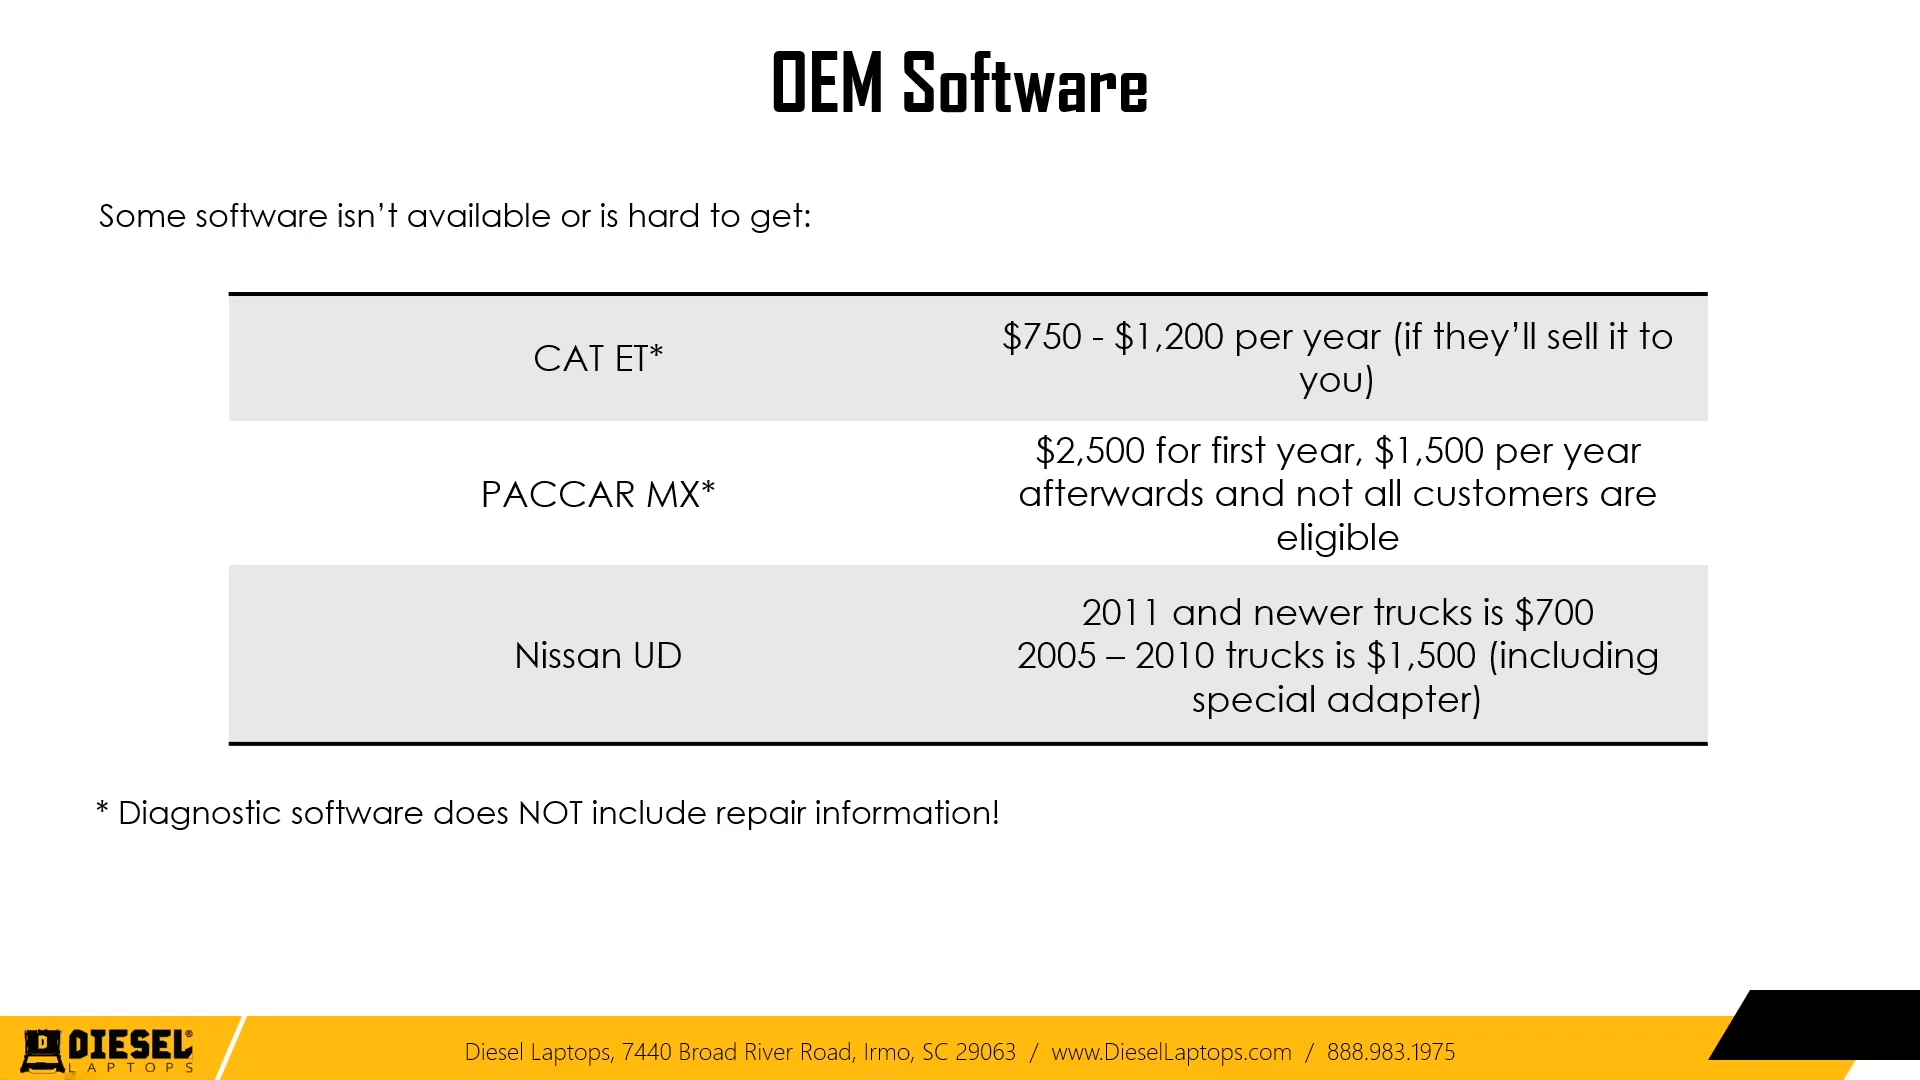 OEM Software
Some software isn’t available or is hard to get:
CAT ET*
$750 - $1,200 per year (if they’ll sell it to
you)
PACCAR MX*
$2,500 for first year, $1,500 per year
afterwards and not all customers are
eligible
Nissan UD
2011 and newer trucks is $700
2005 – 2010 trucks is $1,500 (including
special adapter)
* Diagnostic software does NOT include repair information!
DIESEL®
LAPTOPS
Diesel Laptops, 7440 Broad River Road, Irmo, SC 29063 / www.DieselLaptops.com / 888.983.1975